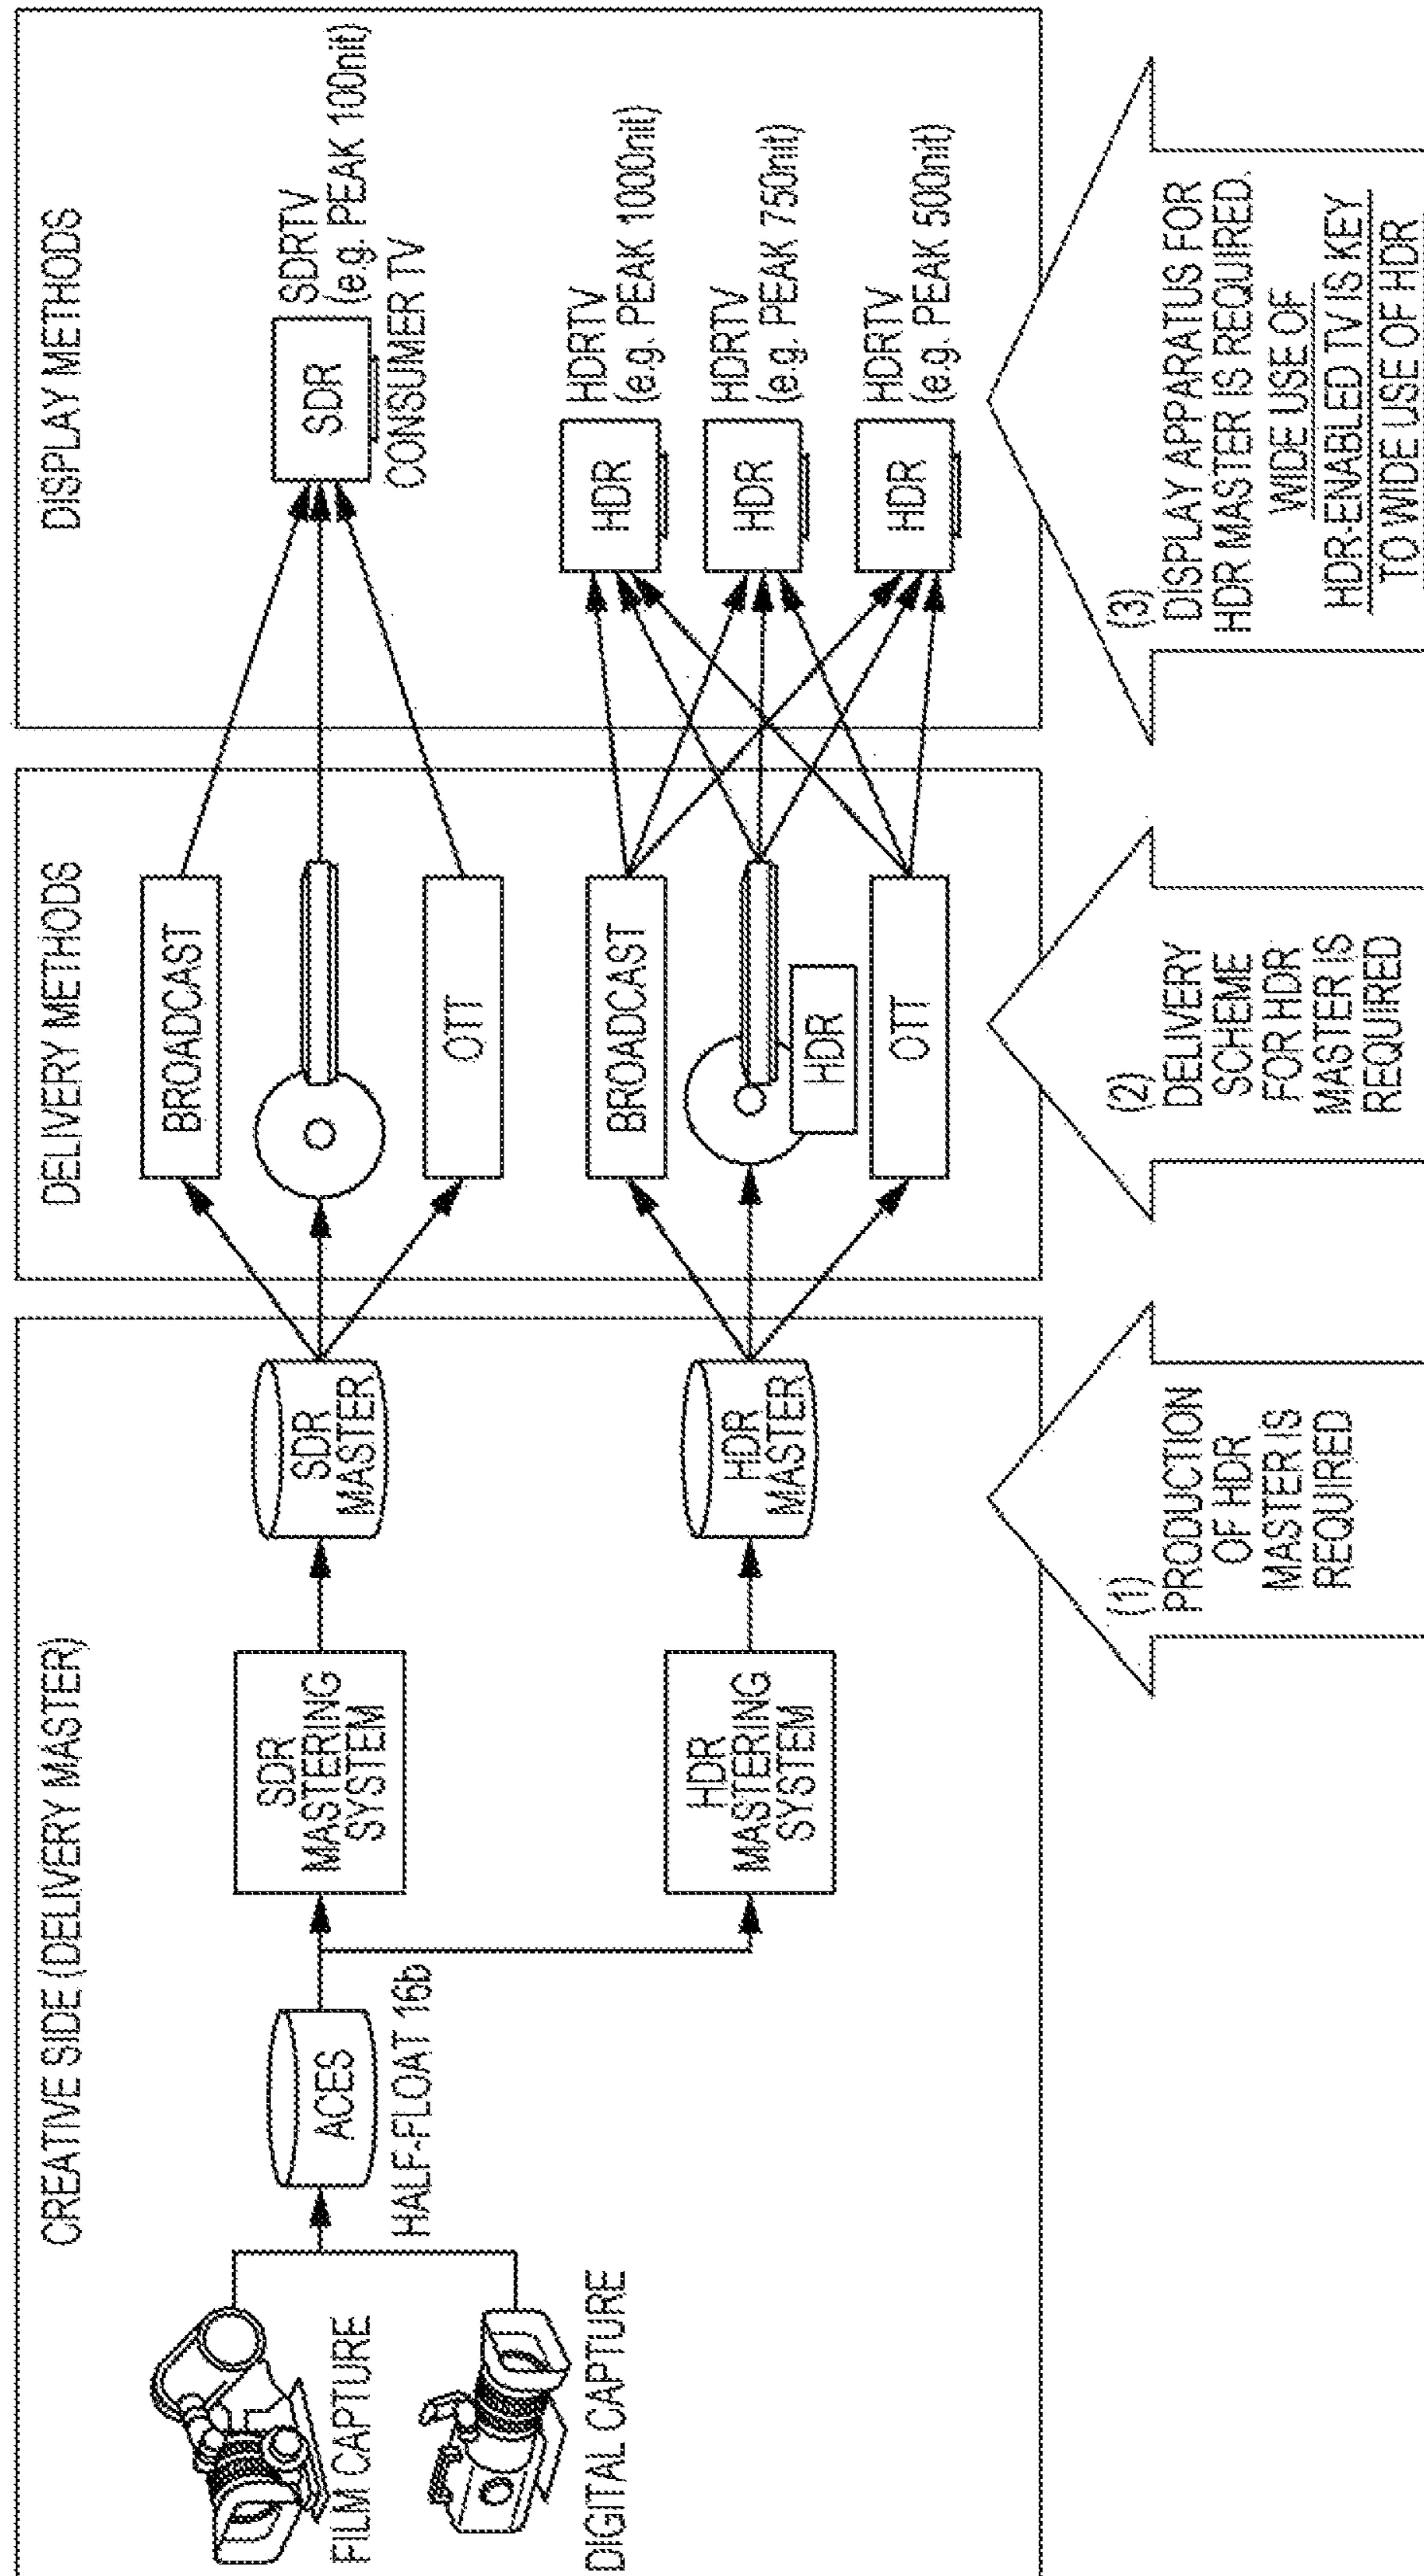 CREATIVE SIDE (DELIVERY MASTER)
FILM CAPTURE
DIGITAL CAPTURE
ACES
HALF-FLOAT 16b
SDR
MASTERING
SYSTEM
SDR
MASTER
HDR
MASTERING
SYSTEM
HDR
MASTER
DELIVERY METHODS
BROADCAST
OTT
BROADCAST
HDR
OTT
DISPLAY METHODS
SDR
SDRTV
(e.g. PEAK 100nit)
CONSUMER TV
HDR
HDRTV
(e.g. PEAK 1000nit)
HDR
HDRTV
(e.g. PEAK 750nit)
HDR
HDRTV
(e.g. PEAK 500nit)
(1)
PRODUCTION
OF HDR
MASTER IS
REQUIRED
(2)
DELIVERY
SCHEME
FOR HDR
MASTER IS
REQUIRED
(3)
DISPLAY APPARATUS FOR
HDR MASTER IS REQUIRED.
WIDE USE OF
HDR-ENABLED TV IS KEY
TO WIDE USE OF HDR